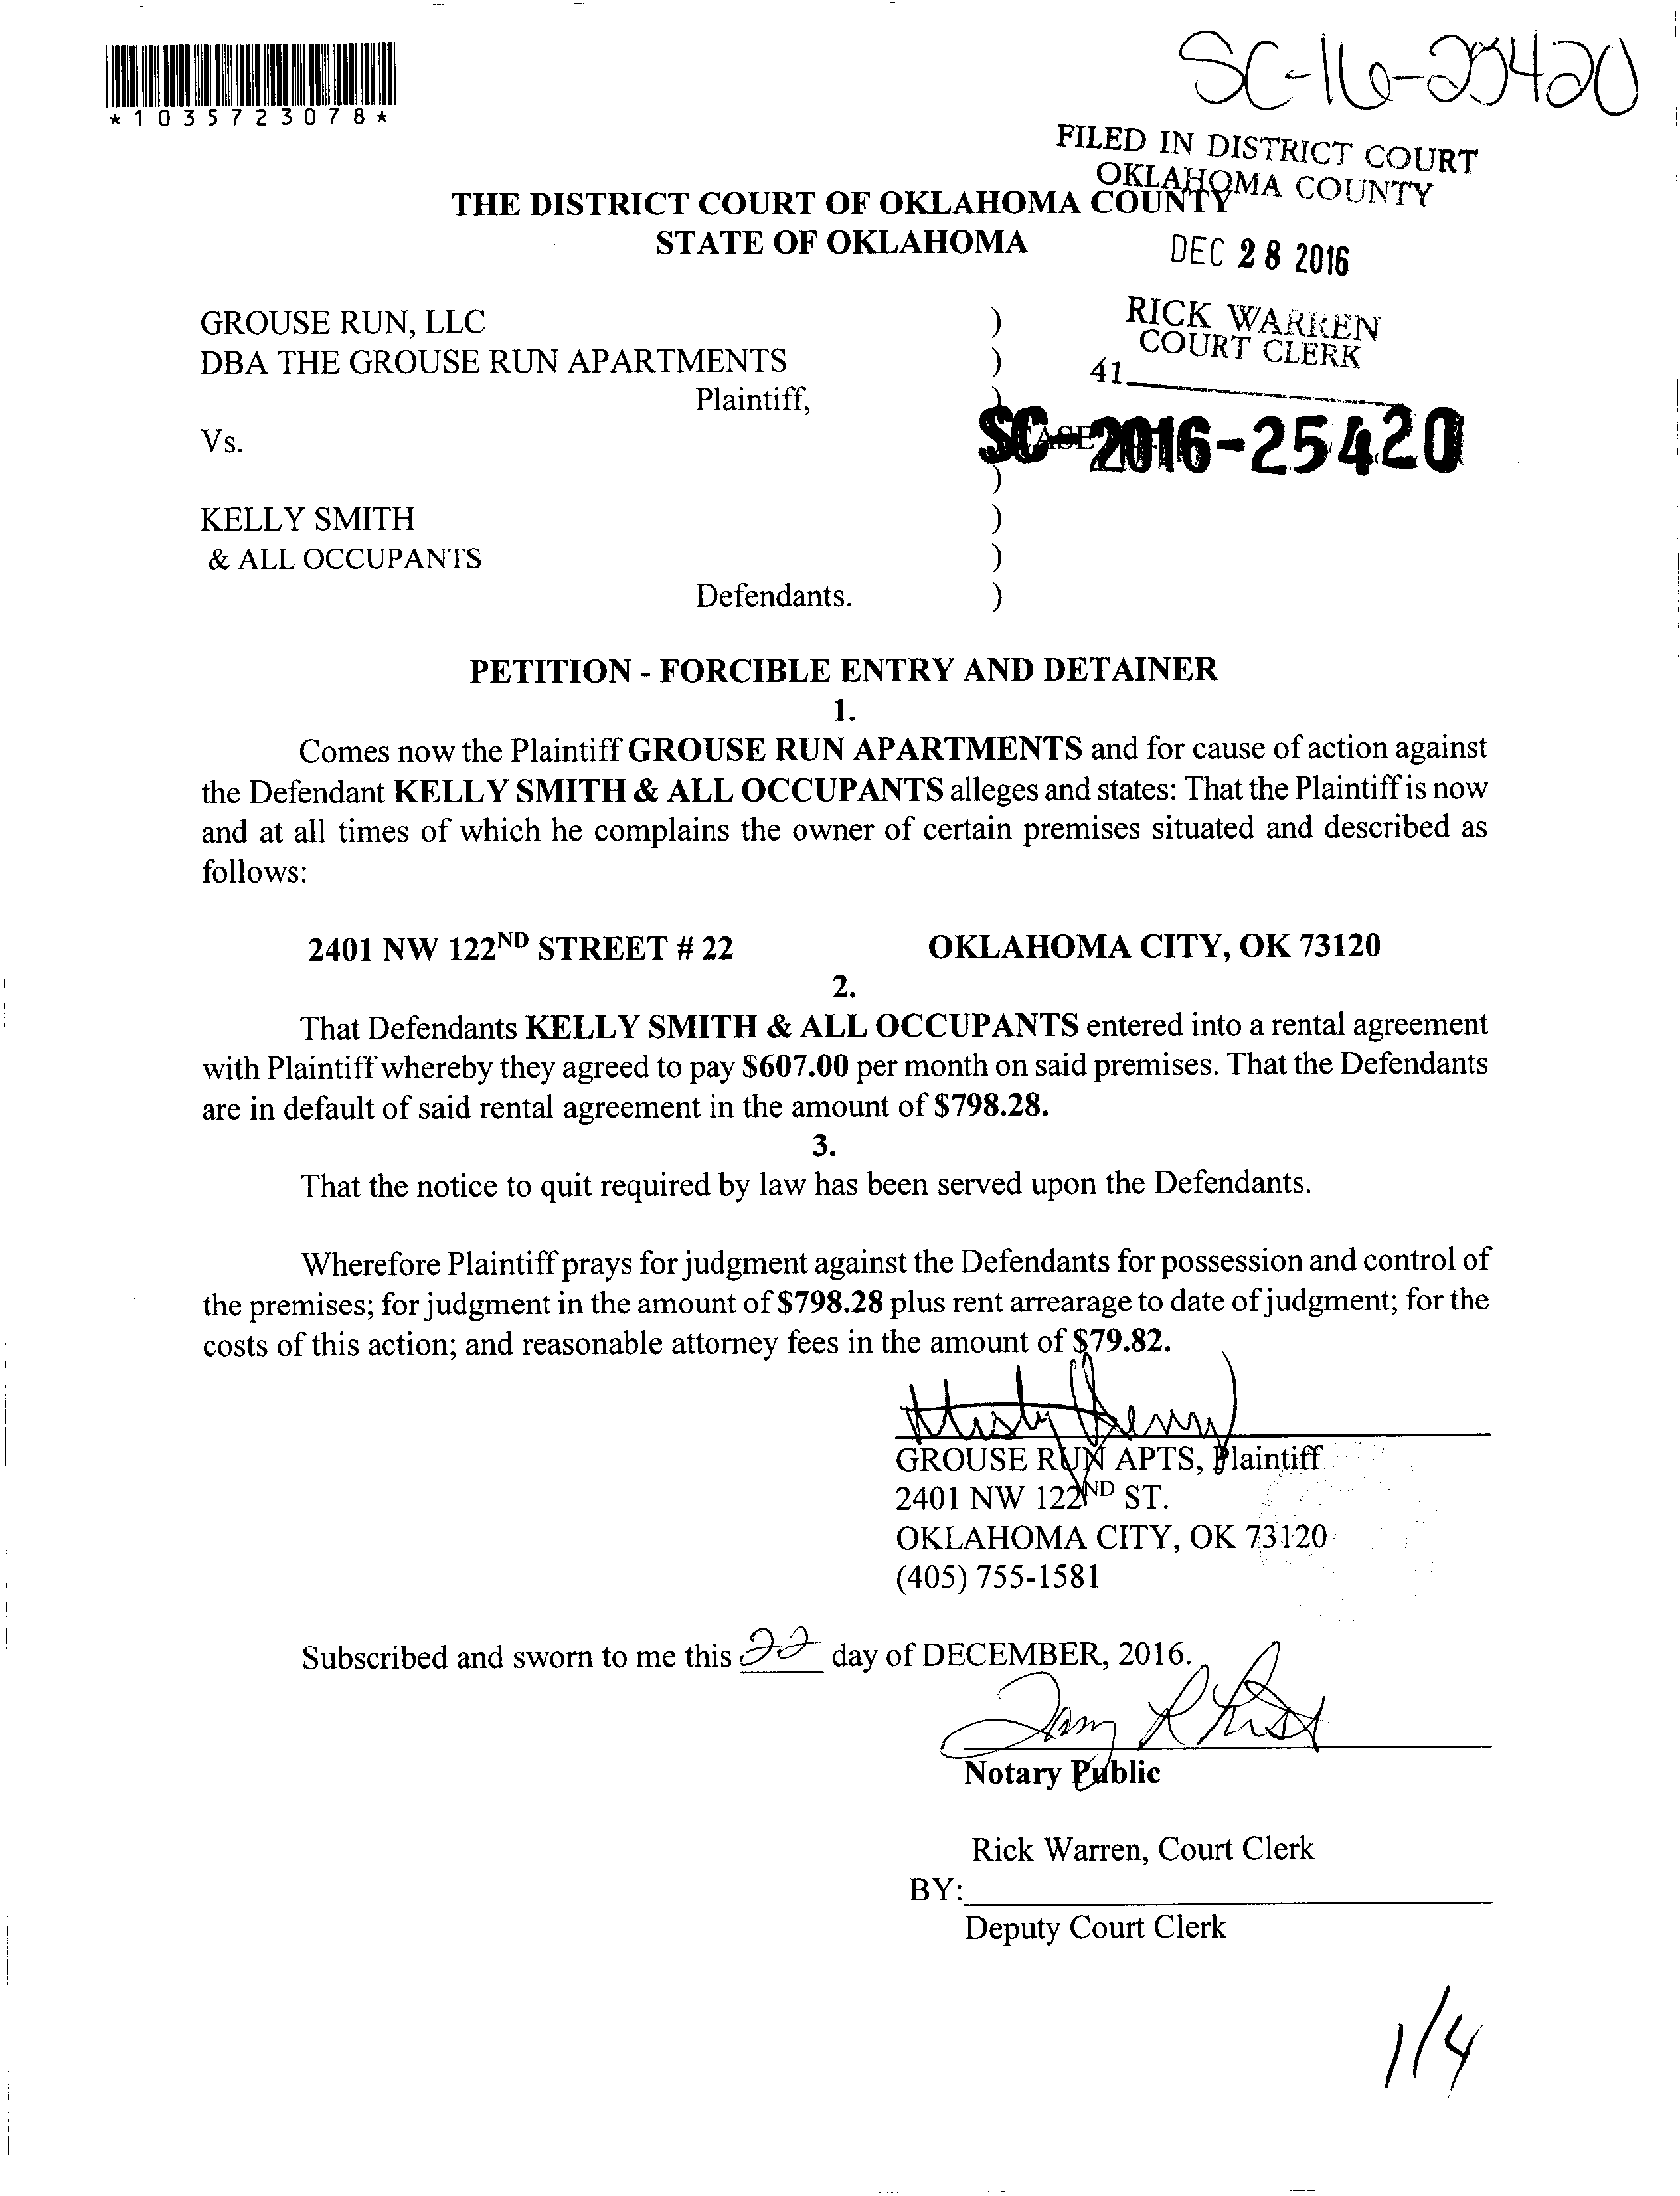 SC-16-25420
*1035723078*
FILED IN DISTRICT COURT
OKLAHOMA COUNTY
THE DISTRICT COURT OF OKLAHOMA COUNTY
STATE OF OKLAHOMA
DEC 28 2016
GROUSE RUN, LLC )
RICK WARREN
COURT CLERK
DBA THE GROUSE RUN APARTMENTS )
41
Plaintiff, )
Vs.
SC-2016-25420
)
KELLY SMITH )
& ALL OCCUPANTS )
Defendants. )
PETITION - FORCIBLE ENTRY AND DETAINER
1.
Comes now the Plaintiff GROUSE RUN APARTMENTS and for cause of action against
the Defendant KELLY SMITH & ALL OCCUPANTS alleges and states: That the Plaintiff is now
and at all times of which he complains the owner of certain premises situated and described as
follows:
2401 NW 122ND STREET # 22 OKLAHOMA CITY, OK 73120
2.
That Defendants KELLY SMITH & ALL OCCUPANTS entered into a rental agreement
with Plaintiff whereby they agreed to pay $607.00 per month on said premises. That the Defendants
are in default of said rental agreement in the amount of $798.28.
3.
That the notice to quit required by law has been served upon the Defendants.
Wherefore Plaintiff prays for judgment against the Defendants for possession and control of
the premises; for judgment in the amount of $798.28 plus rent arrearage to date of judgment; for the
costs of this action; and reasonable attorney fees in the amount of $79.82.
GROUSE RUN APTS, Plaintiff
2401 NW 122ND ST.
OKLAHOMA CITY, OK 73120
(405) 755-1581
Subscribed and sworn to me this 22 day of DECEMBER, 2016.
Notary Public
Rick Warren, Court Clerk
BY:
Deputy Court Clerk
1/4